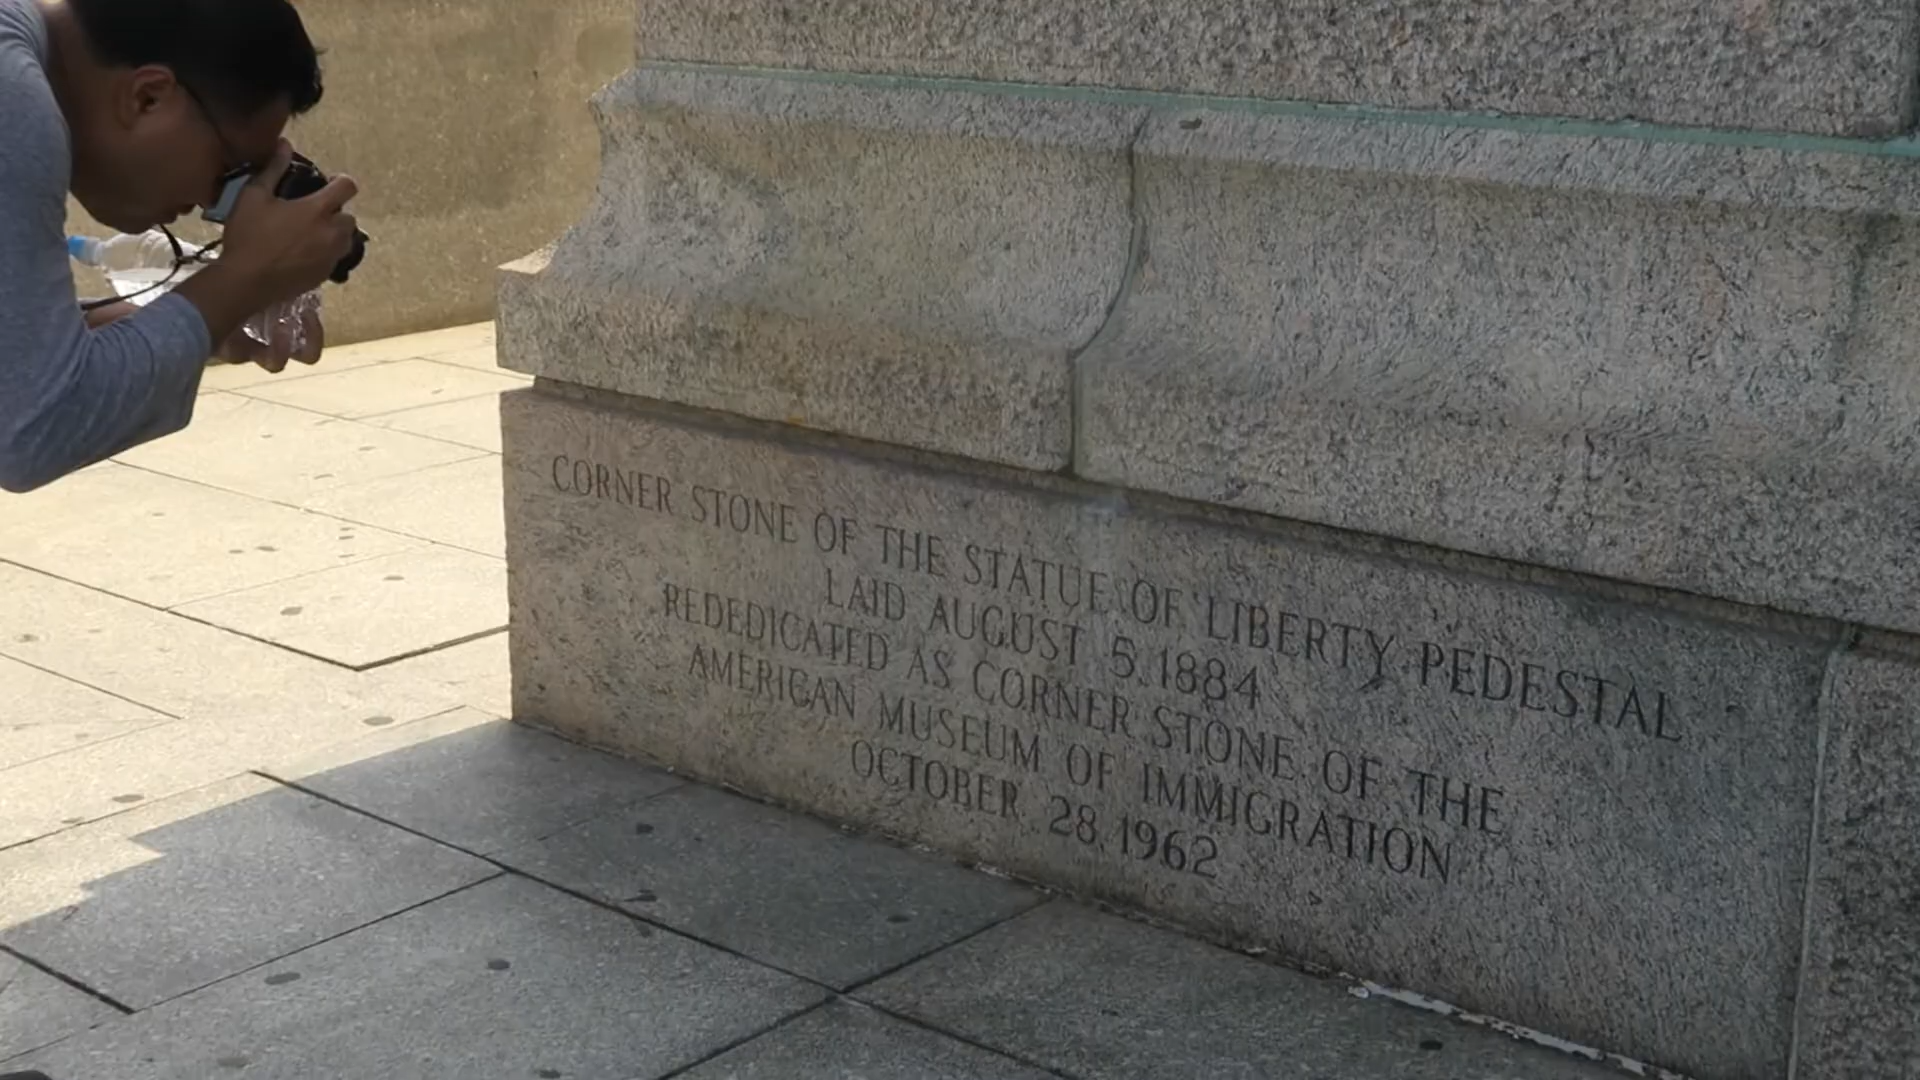 CORNER STONE OF THE STATUE OF LIBERTY PEDESTAL
LAID AUGUST 5, 1884
REDEDICATED AS CORNER STONE OF THE
AMERICAN MUSEUM OF IMMIGRATION
OCTOBER 28, 1962